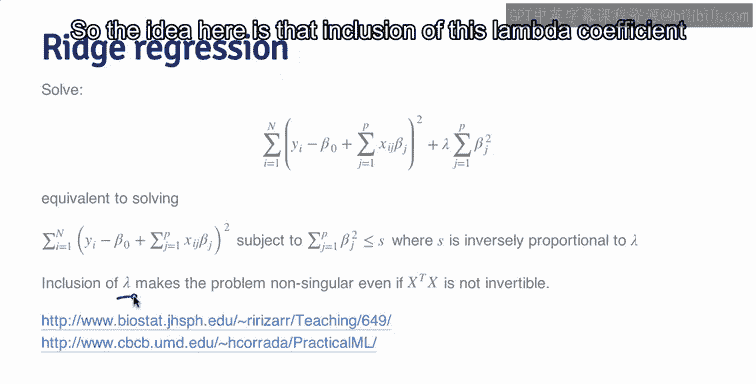 So the idea here is that inclusion of this lambda coefficient
Ridge regression
Solve:
$$\sum_{i=1}^{N} \left( y_i - \beta_0 + \sum_{j=1}^{p} x_{ij}\beta_j \right)^2 + \lambda \sum_{j=1}^{p} \beta_j^2$$
equivalent to solving
$\sum_{i=1}^{N} \left( y_i - \beta_0 + \sum_{j=1}^{p} x_{ij}\beta_j \right)^2$ subject to $\sum_{j=1}^{p} \beta_j^2 \leq s$ where $s$ is inversely proportional to $\lambda$
Inclusion of $\lambda$ makes the problem non-singular even if $X^T X$ is not invertible.
http://www.biostat.jhsph.edu/~ririzarr/Teaching/649/
http://www.cbcb.umd.edu/~hcorrada/PracticalML/